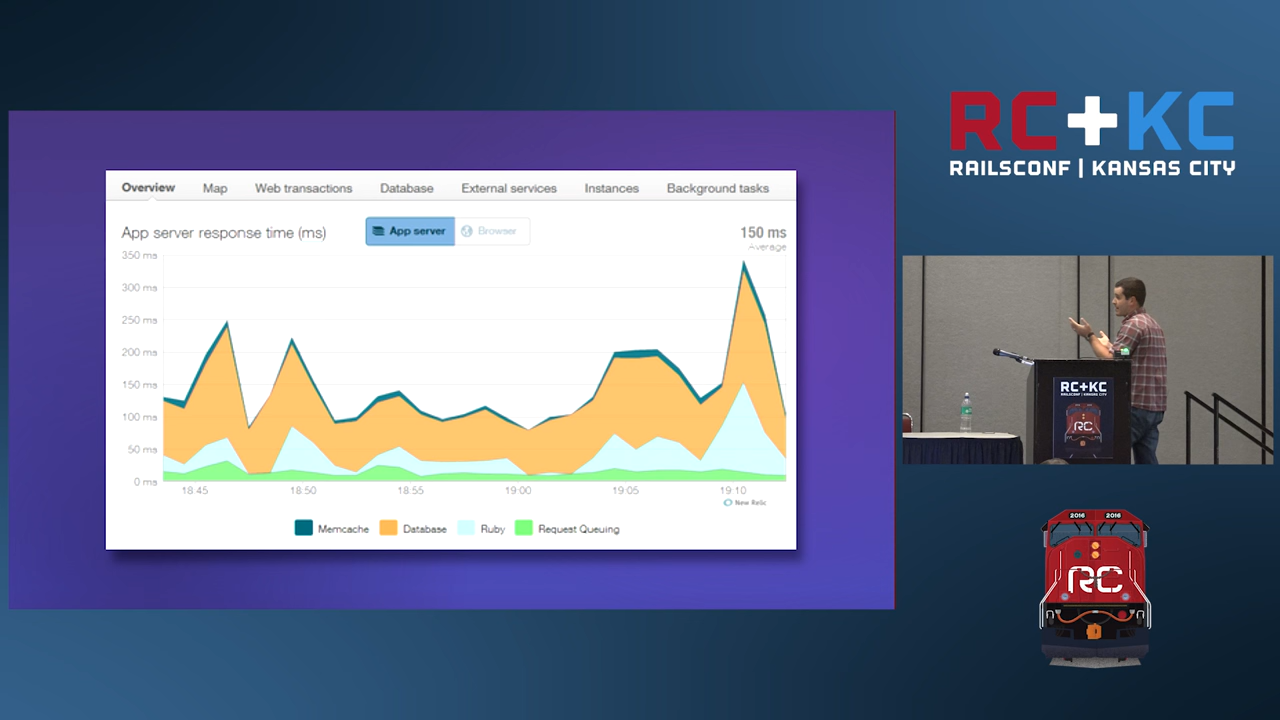 Overview Map Web transactions Database External services Instances Background tasks
App server response time (ms) App server Browser 150 ms
Average
350 ms
300 ms
250 ms
200 ms
150 ms
100 ms
50 ms
0 ms
18:45 18:50 18:55 19:00 19:05 19:10
New Relic
Memcache Database Ruby Request Queuing
RC+KC
RAILSCONF | KANSAS CITY
RC+KC
RAILSCONF | KANSAS CITY
RC
2016 2016
RC